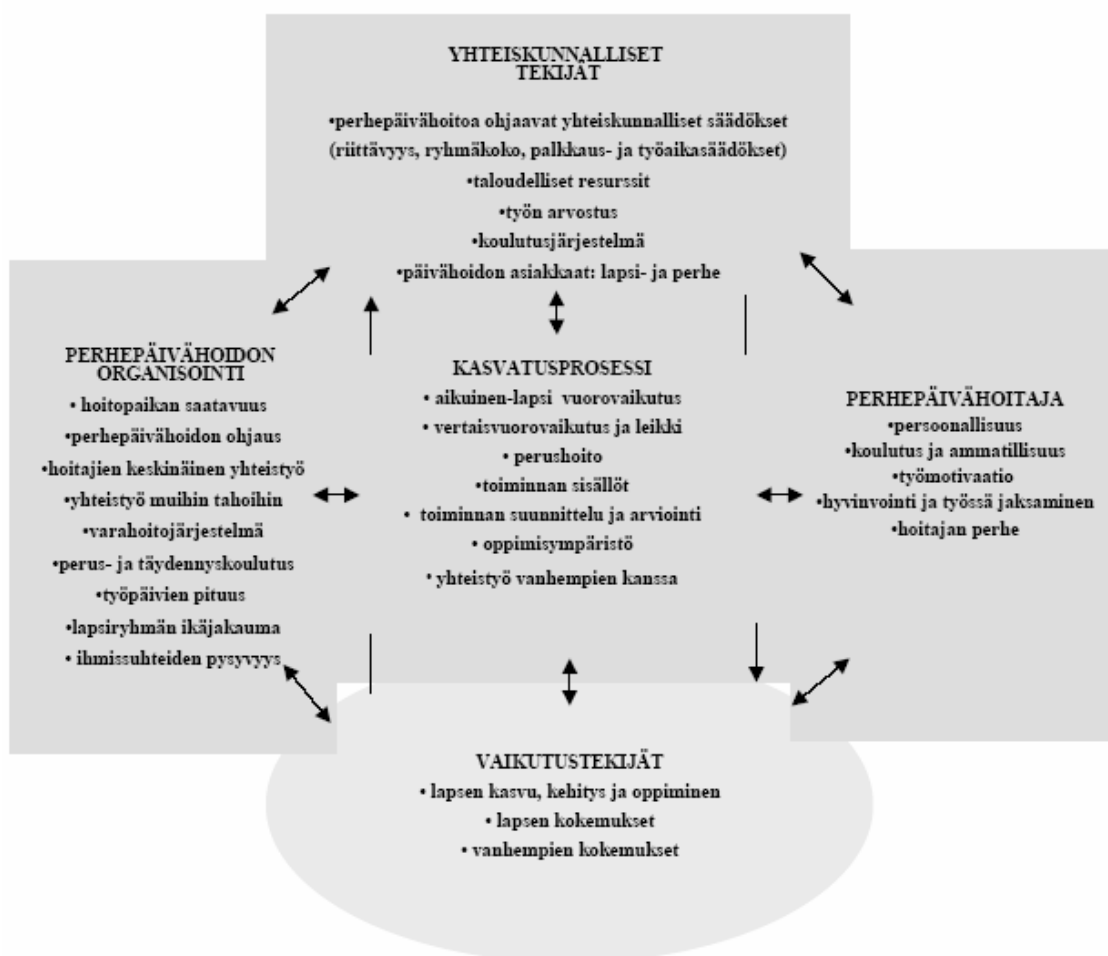 YHTEISKUNNALLISET
TEKIJÄT
•perhepäivähoitoa ohjaavat yhteiskunnalliset säädökset
(riittävyys, ryhmäkoko, palkkaus- ja työaikasäädökset)
•taloudelliset resurssit
•työn arvostus
•koulutusjärjestelmä
•päivähoidon asiakkaat: lapsi- ja perhe
PERHEPÄIVÄHOIDON
ORGANISOINTI
• hoitopaikan saatavuus
•perhepäivähoidon ohjaus
•hoitajien keskinäinen yhteistyö
•yhteistyö muihin tahoihin
•varahoitojärjestelmä
•perus- ja täydennyskoulutus
•työpäivien pituus
•lapsiryhmän ikäjakauma
• ihmissuhteiden pysyvyys
KASVATUSPROSESSI
• aikuinen-lapsi vuorovaikutus
• vertaisvuorovaikutus ja leikki
• perushoito
•toiminnan sisällöt
• toiminnan suunnittelu ja arviointi
• oppimisympäristö
• yhteistyö vanhempien kanssa
PERHEPÄIVÄHOITAJA
•persoonallisuus
•koulutus ja ammatillisuus
•työmotivaatio
•hyvinvointi ja työssä jaksaminen
•hoitajan perhe
VAIKUTUSTEKIJÄT
• lapsen kasvu, kehitys ja oppiminen
• lapsen kokemukset
• vanhempien kokemukset